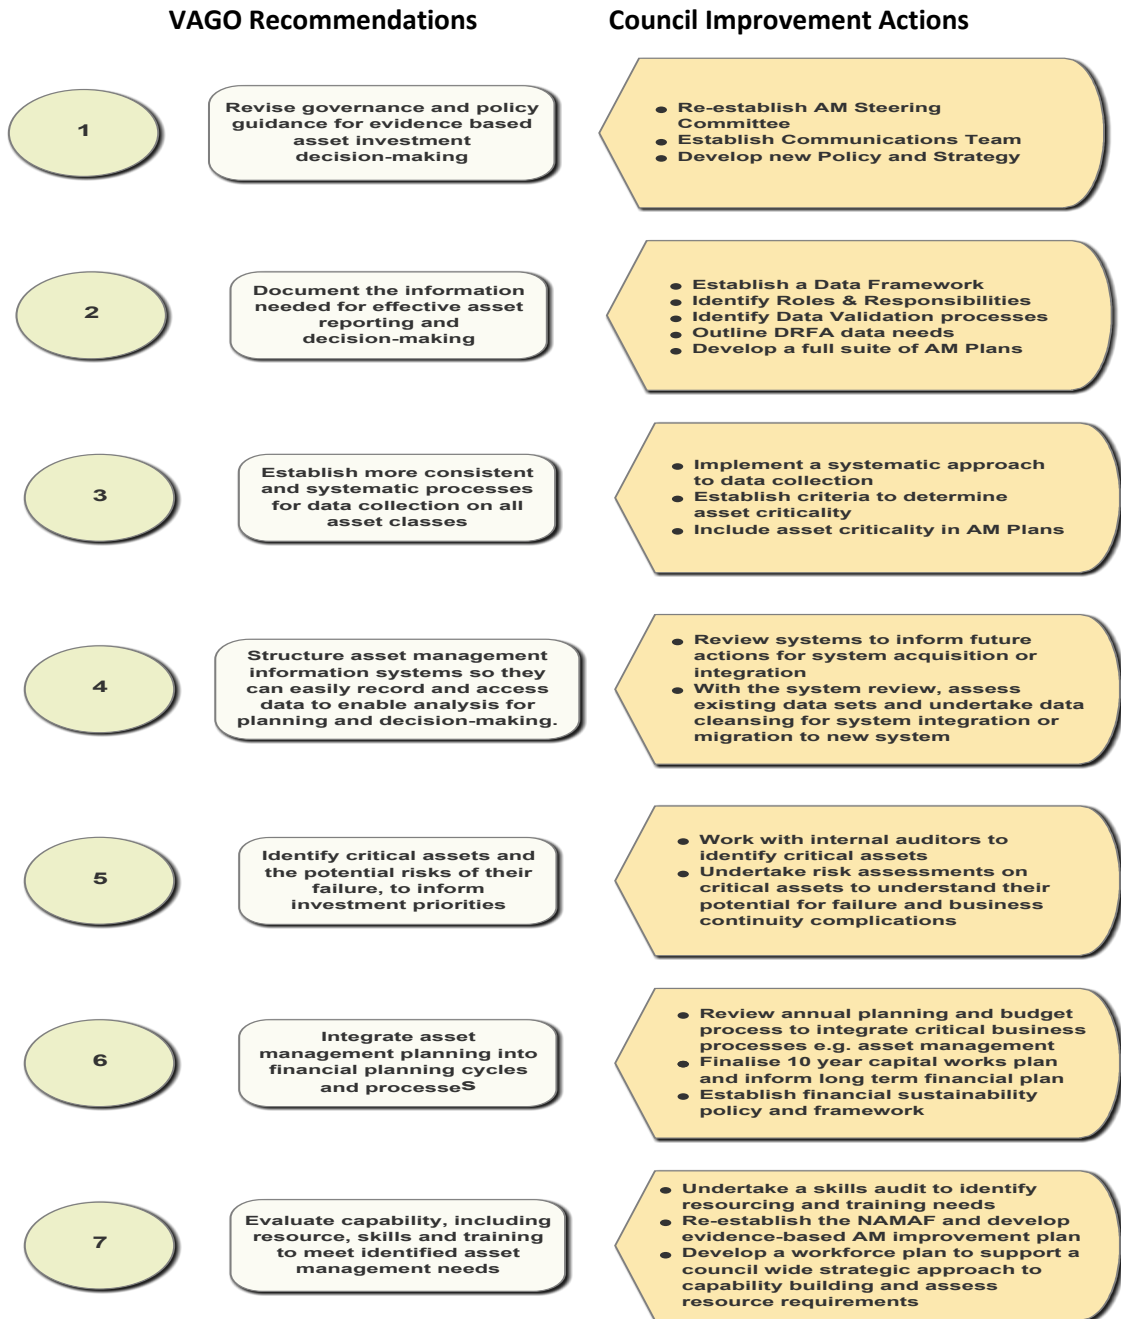 VAGO Recommendations
Council Improvement Actions
1
Revise governance and policy
guidance for evidence based
asset investment
decision-making
● Re-establish AM Steering
Committee
● Establish Communications Team
● Develop new Policy and Strategy
2
Document the information
needed for effective asset
reporting and
decision-making
● Establish a Data Framework
● Identify Roles & Responsibilities
● Identify Data Validation processes
● Outline DRFA data needs
● Develop a full suite of AM Plans
3
Establish more consistent
and systematic processes
for data collection on all
asset classes
● Implement a systematic approach
to data collection
● Establish criteria to determine
asset criticality
● Include asset criticality in AM Plans
4
Structure asset management
information systems so they
can easily record and access
data to enable analysis for
planning and decision-making.
● Review systems to inform future
actions for system acquisition or
integration
● With the system review, assess
existing data sets and undertake data
cleansing for system integration or
migration to new system
5
Identify critical assets and
the potential risks of their
failure, to inform
investment priorities
● Work with internal auditors to
identify critical assets
● Undertake risk assessments on
critical assets to understand their
potential for failure and business
continuity complications
6
Integrate asset
management planning into
financial planning cycles
and processes
● Review annual planning and budget
process to integrate critical business
processes e.g. asset management
● Finalise 10 year capital works plan
and inform long term financial plan
● Establish financial sustainability
policy and framework
7
Evaluate capability, including
resource, skills and training
to meet identified asset
management needs
● Undertake a skills audit to identify
resourcing and training needs
● Re-establish the NAMAF and develop
evidence-based AM improvement plan
● Develop a workforce plan to support a
council wide strategic approach to
capability building and assess
resource requirements